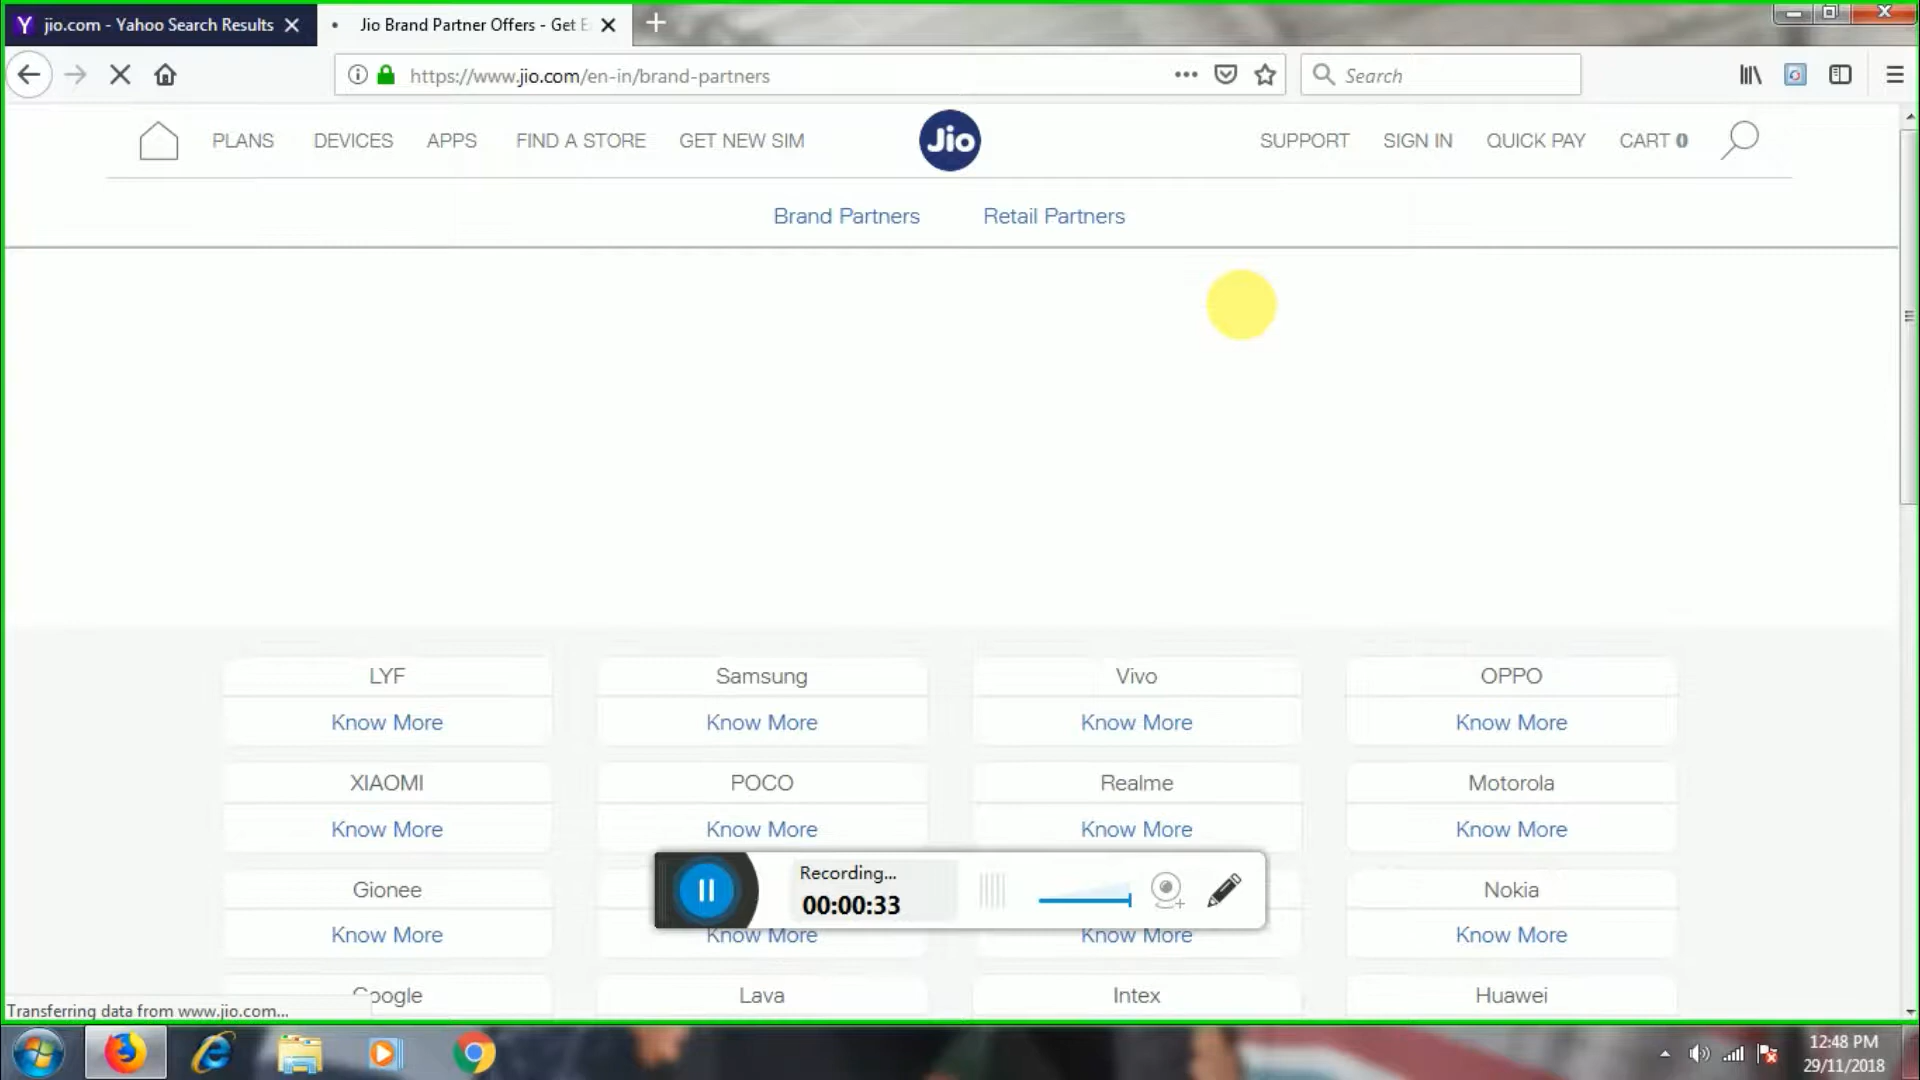 jio.com - Yahoo Search Results
Jio Brand Partner Offers - Get E
https://www.jio.com/en-in/brand-partners
Search
PLANS DEVICES APPS FIND A STORE GET NEW SIM Jio SUPPORT SIGN IN QUICK PAY CART 0
Brand Partners Retail Partners
LYF Samsung Vivo OPPO
Know More Know More Know More Know More
XIAOMI POCO Realme Motorola
Know More Know More Know More Know More
Gionee Nokia
Recording...
00:00:33
Know More Know More Know More Know More
Google Lava Intex Huawei
Transferring data from www.jio.com...
12:48 PM
29/11/2018